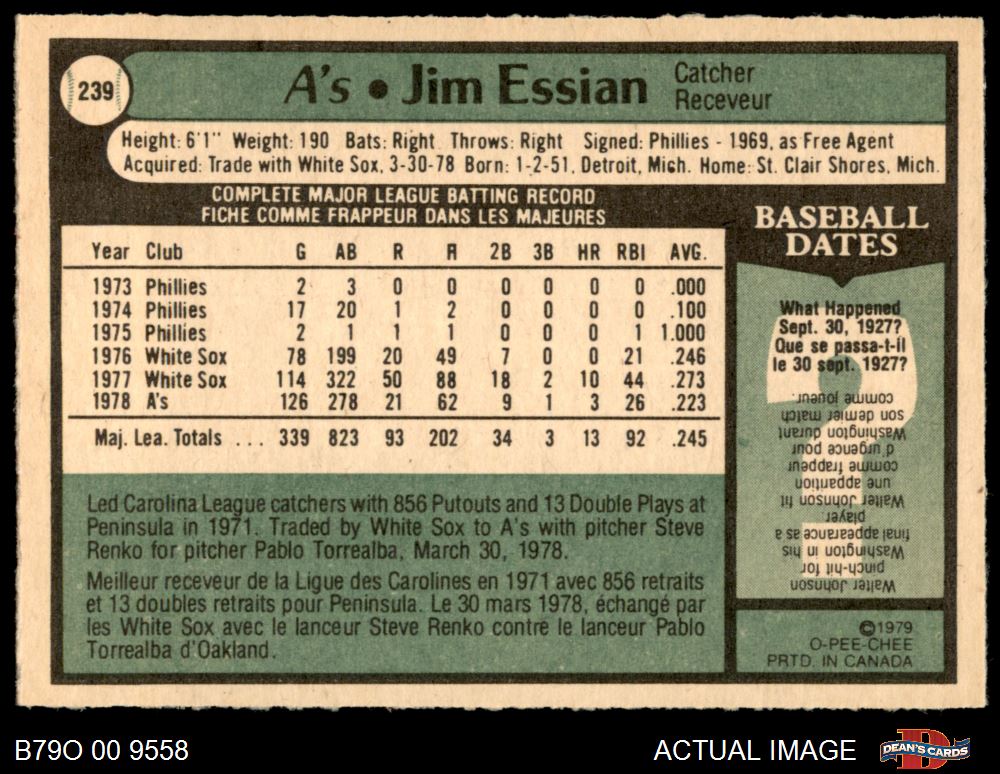 239
A's • Jim Essian
Catcher
Receveur
Height: 6'1" Weight: 190 Bats: Right Throws: Right Signed: Phillies - 1969, as Free Agent
Acquired: Trade with White Sox, 3-30-78 Born: 1-2-51, Detroit, Mich. Home: St. Clair Shores, Mich.
COMPLETE MAJOR LEAGUE BATTING RECORD
FICHE COMME FRAPPEUR DANS LES MAJEURES
Year Club G AB R H 2B 3B HR RBI AVG.
1973 Phillies 2 3 0 0 0 0 0 0 .000
1974 Phillies 17 20 1 2 0 0 0 0 .100
1975 Phillies 2 1 1 1 0 0 0 1 1.000
1976 White Sox 78 199 20 49 7 0 0 21 .246
1977 White Sox 114 322 50 88 18 2 10 44 .273
1978 A's 126 278 21 62 9 1 3 26 .223
Maj. Lea. Totals ... 339 823 93 202 34 3 13 92 .245
Led Carolina League catchers with 856 Putouts and 13 Double Plays at
Peninsula in 1971. Traded by White Sox to A's with pitcher Steve
Renko for pitcher Pablo Torrealba, March 30, 1978.
Meilleur receveur de la Ligue des Carolines en 1971 avec 856 retraits
et 13 doubles retraits pour Peninsula. Le 30 mars 1978, échangé par
les White Sox avec le lanceur Steve Renko contre le lanceur Pablo
Torrealba d'Oakland.
BASEBALL
DATES
What Happened
Sept. 30, 1927?
Que se passa-t-il
le 30 sept. 1927?
Walter Johnson
pinch-hit for
Washington in his
final appearance as a
player
Walter Johnson fit
une apparition
comme frappeur
d'urgence pour
Washington durant
son dernier match
comme joueur.
©1979
O-PEE-CHEE
PRTD. IN CANADA
B79O 00 9558
ACTUAL IMAGE
DEAN'S CARDS